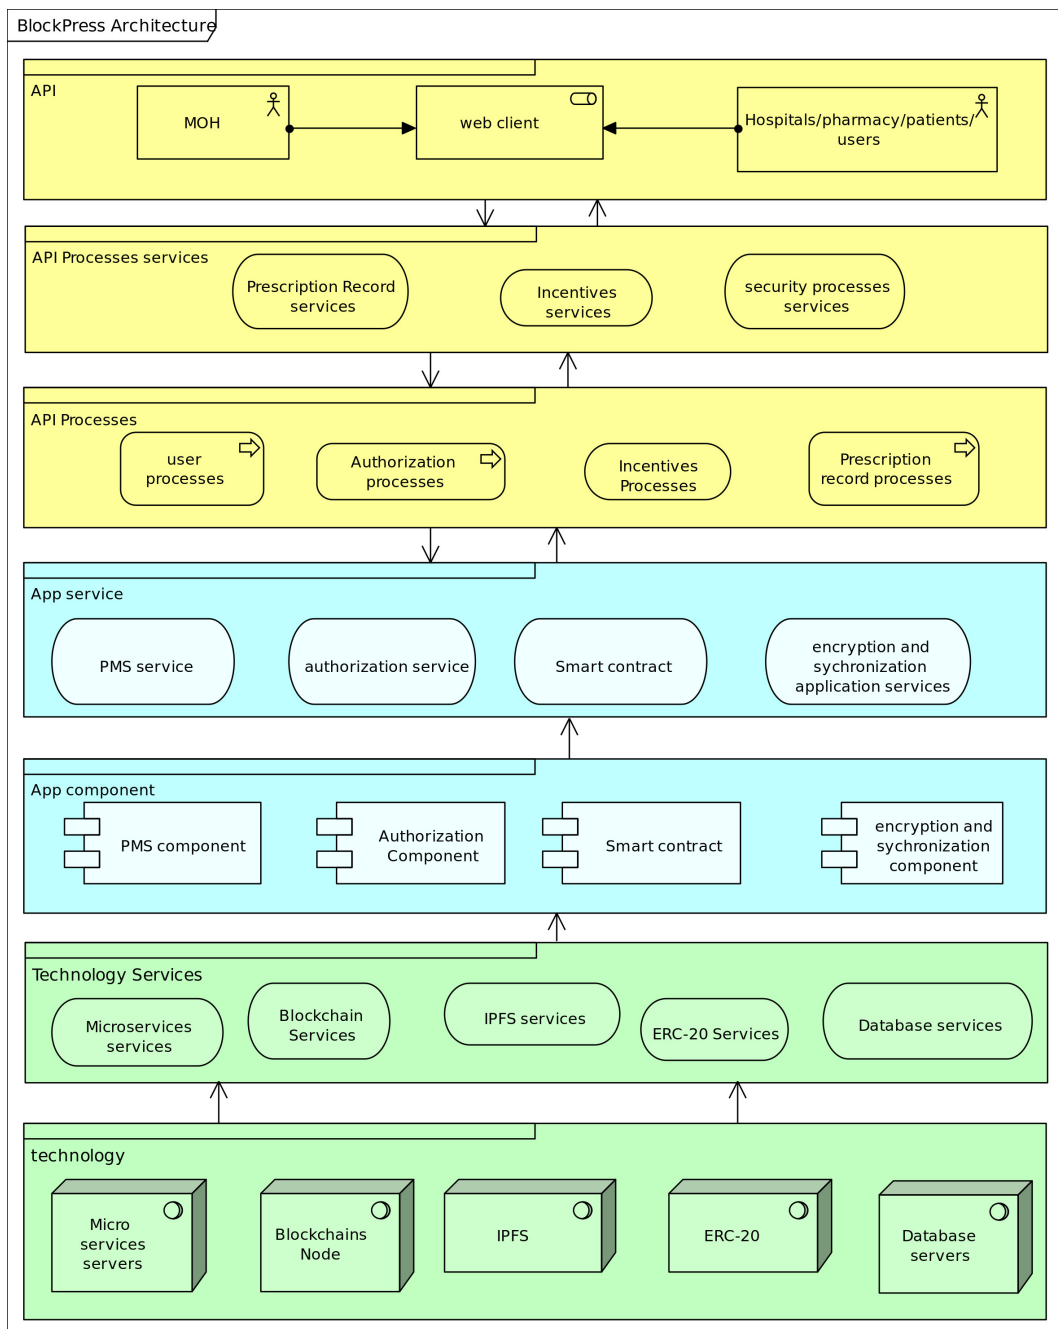 BlockPress Architecture
API
MOH
web client
Hospitals/pharmacy/patients/
users
API Processes services
Prescription Record
services
Incentives
services
security processes
services
API Processes
user
processes
Authorization
processes
Incentives
Processes
Prescription
record processes
App service
PMS service
authorization service
Smart contract
encryption and
sychronization
application services
App component
PMS component
Authorization
Component
Smart contract
encryption and
sychronization
component
Technology Services
Microservices
services
Blockchain
Services
IPFS services
ERC-20 Services
Database services
technology
Micro
services
servers
Blockchains
Node
IPFS
ERC-20
Database
servers